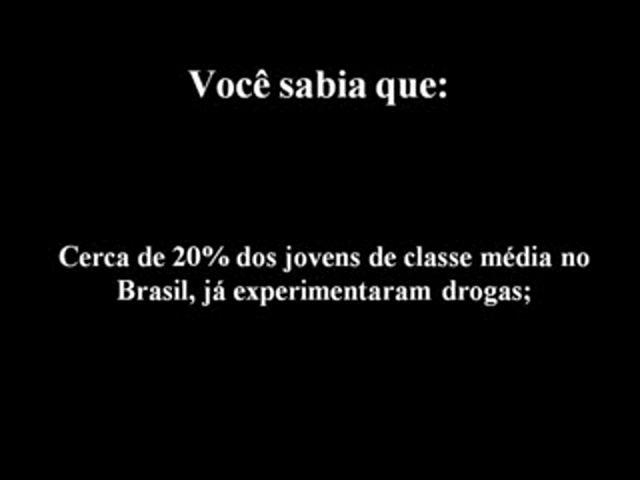 Você sabia que:
Cerca de 20% dos jovens de classe média no
Brasil, já experimentaram drogas;